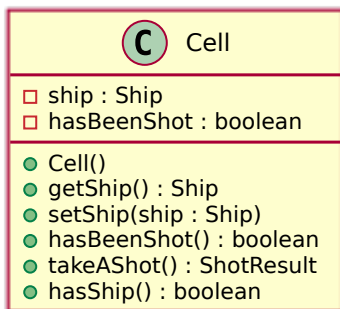 C Cell
ship : Ship
hasBeenShot : boolean
Cell()
getShip() : Ship
setShip(ship : Ship)
hasBeenShot() : boolean
takeAShot() : ShotResult
hasShip() : boolean